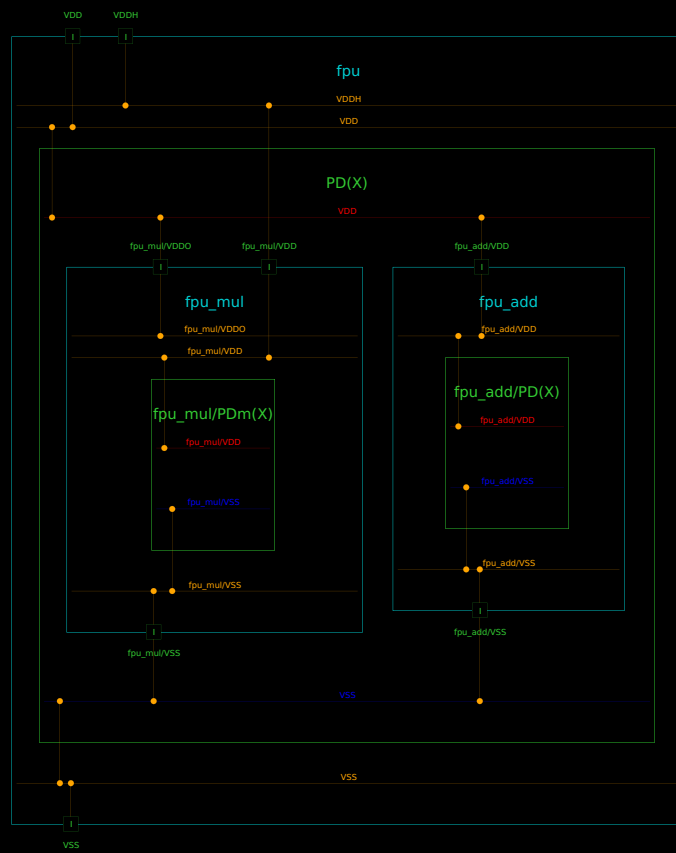 VDD VDDH
I I
fpu
VDDH
VDD
PD(X)
VDD
fpu_mul/VDDO fpu_mul/VDD fpu_add/VDD
I I I
fpu_mul fpu_add
fpu_mul/VDDO fpu_add/VDD
fpu_mul/VDD
fpu_add/PD(X)
fpu_mul/PDm(X)
fpu_add/VDD
fpu_mul/VDD
fpu_add/VSS
fpu_mul/VSS
fpu_add/VSS
fpu_mul/VSS
I
I
fpu_add/VSS
fpu_mul/VSS
VSS
VSS
I
VSS